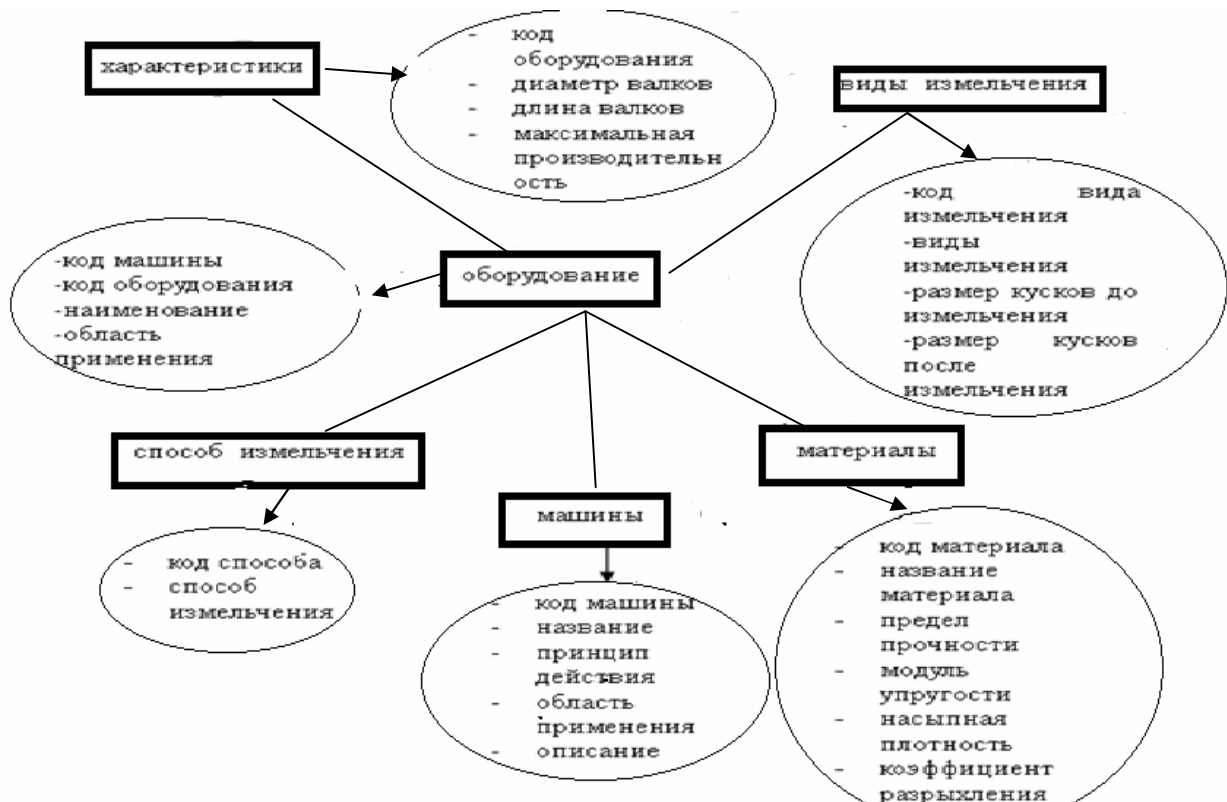 характеристики
- код
оборудования
- диаметр валков
- длина валков
- максимальная
производительн
ость
виды измельчения
-код вида
измельчения
-виды
измельчения
-размер кусков до
измельчения
-размер кусков
после
измельчения
оборудование
-код машины
-код оборудования
-наименование
-область
применения
способ измельчения
- код способа
- способ
измельчения
машины
- код машины
- название
- принцип
действия
- область
применения
- описание
материалы
- код материала
- название
материала
- предел
прочности
- модуль
упругости
- насыпная
плотность
- коэффициент
разрыхления